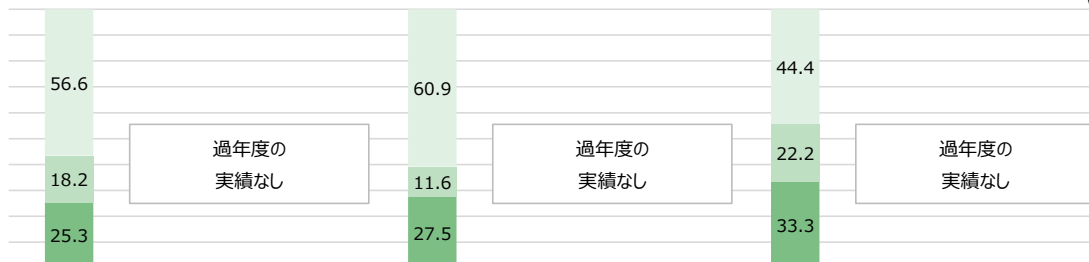 56.6
18.2
25.3
過年度の
実績なし
60.9
11.6
27.5
過年度の
実績なし
44.4
22.2
33.3
過年度の
実績なし